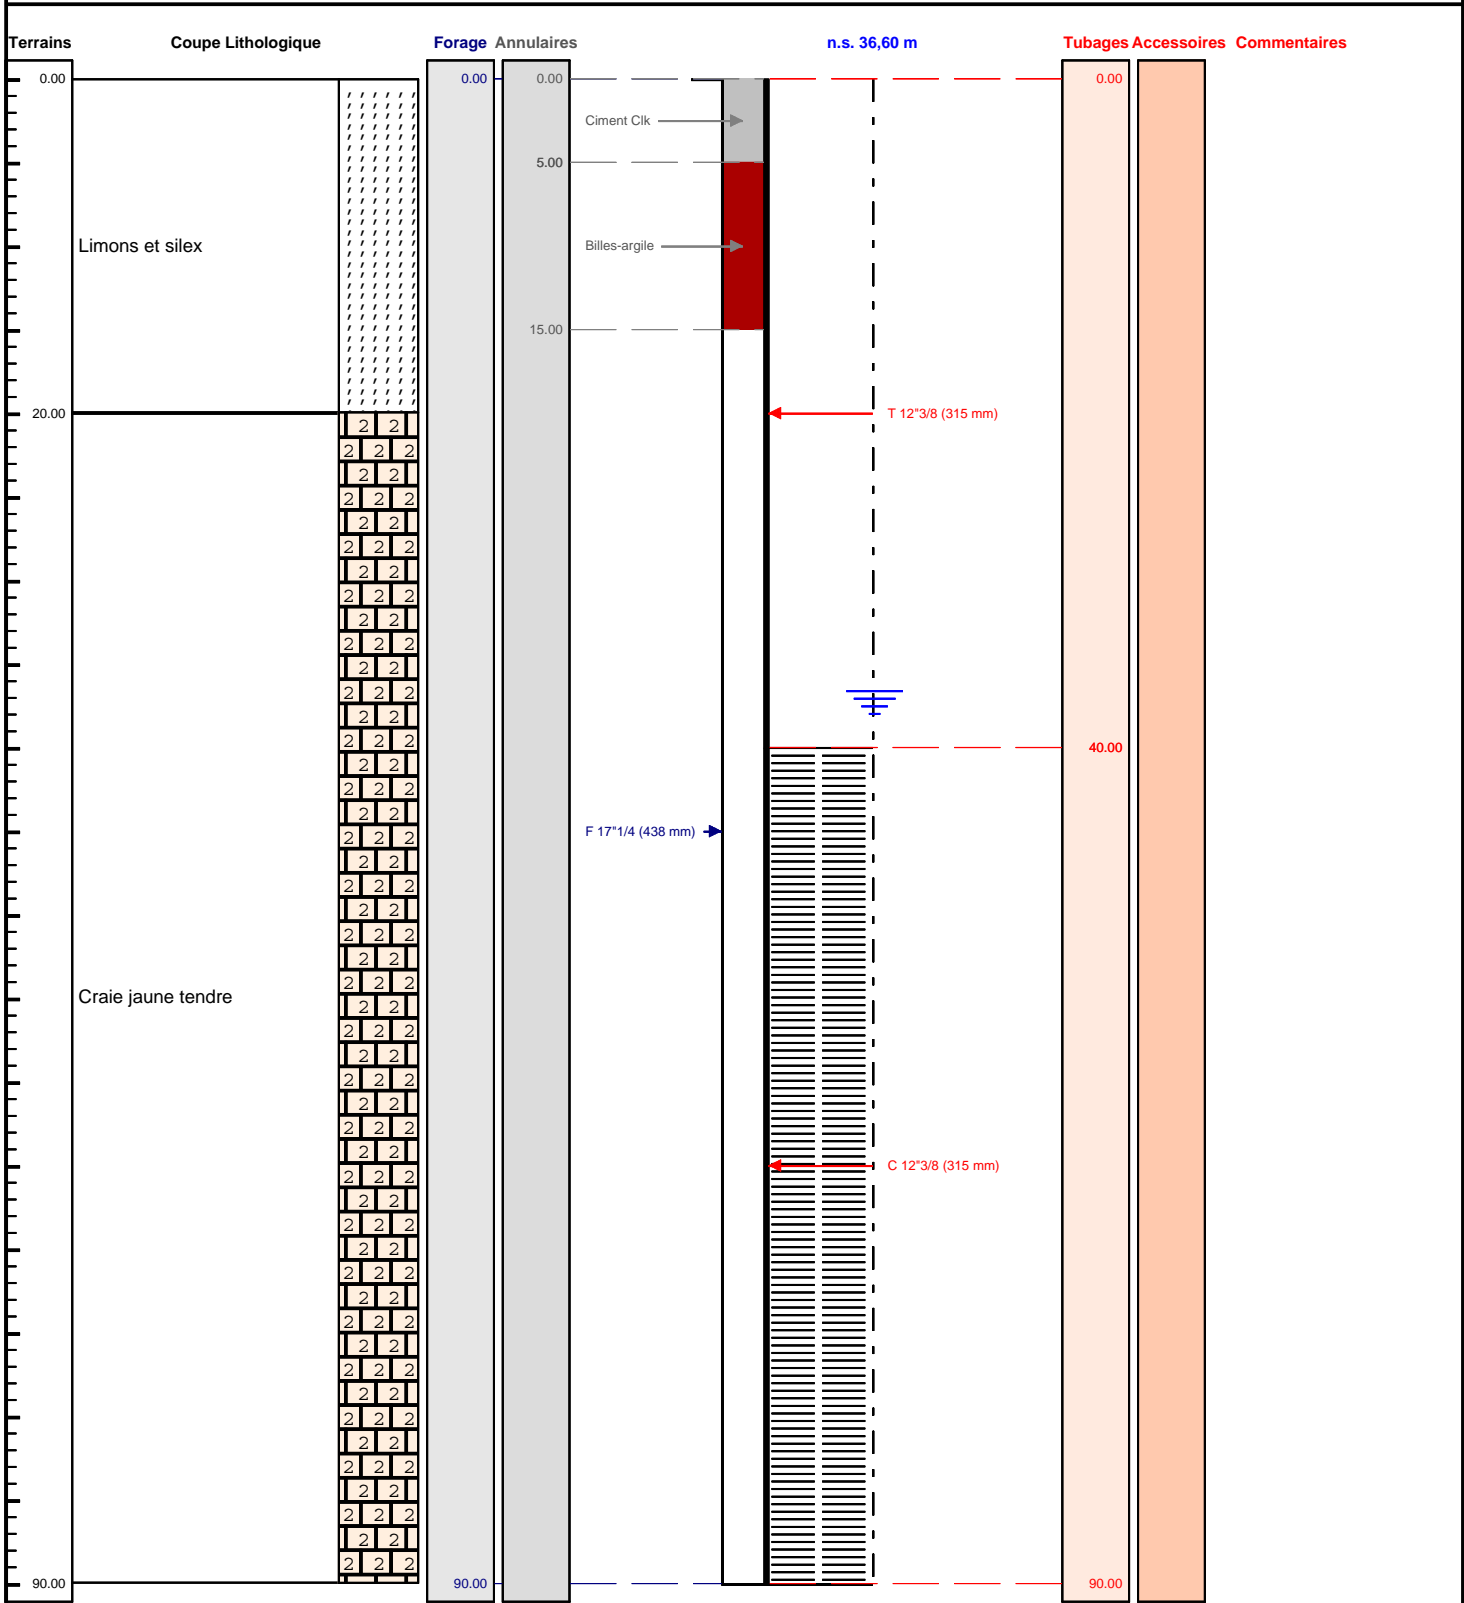 Terrains Coupe Lithologique Forage Annulaires n.s. 36,60 m Tubages Accessoires Commentaires
0.00 0.00 0.00 0.00
Ciment Clk
5.00
Limons et silex Billes-argile
15.00
20.00 T 12"3/8 (315 mm)
40.00
F 17"1/4 (438 mm)
Craie jaune tendre
C 12"3/8 (315 mm)
90.00 90.00 90.00